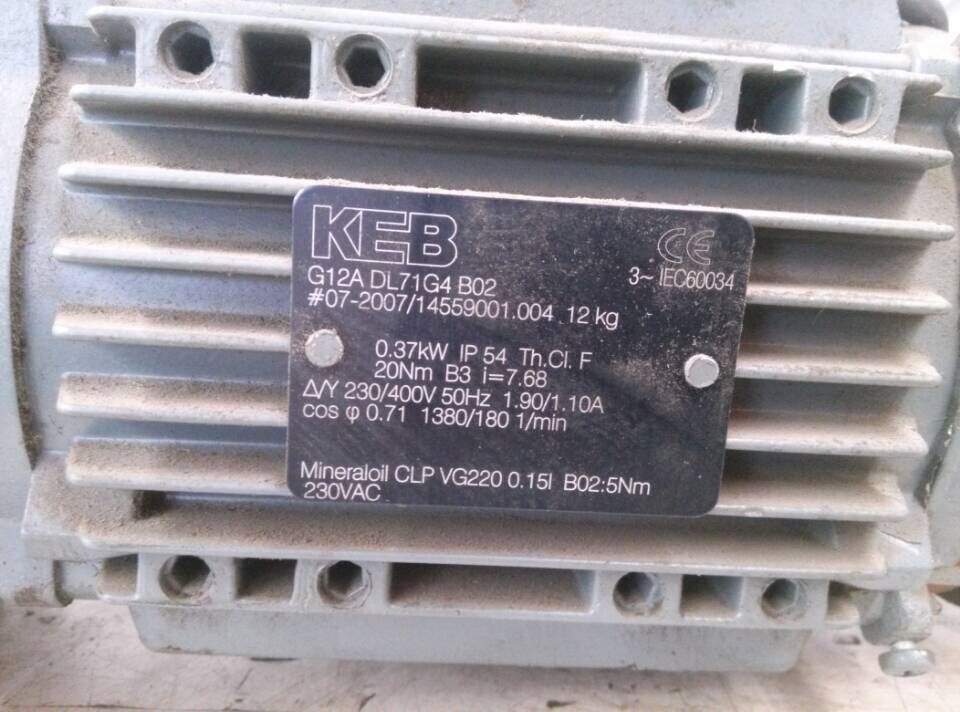 KEB
CE
G12A DL71G4 B02
3~ IEC60034
#07-2007/14559001.004 12 kg
0.37kW IP 54 Th.Cl. F
20Nm B3 i=7.68
Δ/Y 230/400V 50Hz 1.90/1.10A
cos φ 0.71 1380/180 1/min
Mineraloil CLP VG220 0.15l B02:5Nm
230VAC